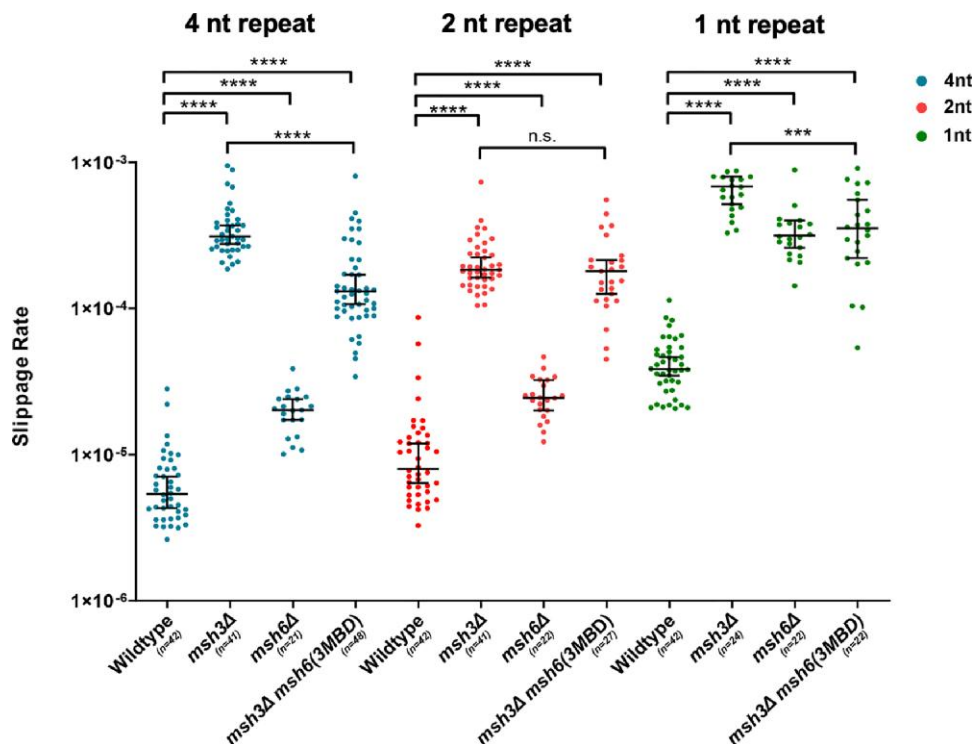 4 nt repeat 2 nt repeat 1 nt repeat
**** **** ****
**** **** ****
**** **** ****
**** n.s. ***
4nt
2nt
1nt
Slippage Rate
1×10⁻³
1×10⁻⁴
1×10⁻⁵
1×10⁻⁶
Wildtype
(n=42)
msh3Δ
(n=41)
msh6Δ
(n=21)
msh3Δ msh6(3MBD)
(n=48)
Wildtype
(n=42)
msh3Δ
(n=41)
msh6Δ
(n=22)
msh3Δ msh6(3MBD)
(n=27)
Wildtype
(n=42)
msh3Δ
(n=24)
msh6Δ
(n=22)
msh3Δ msh6(3MBD)
(n=22)